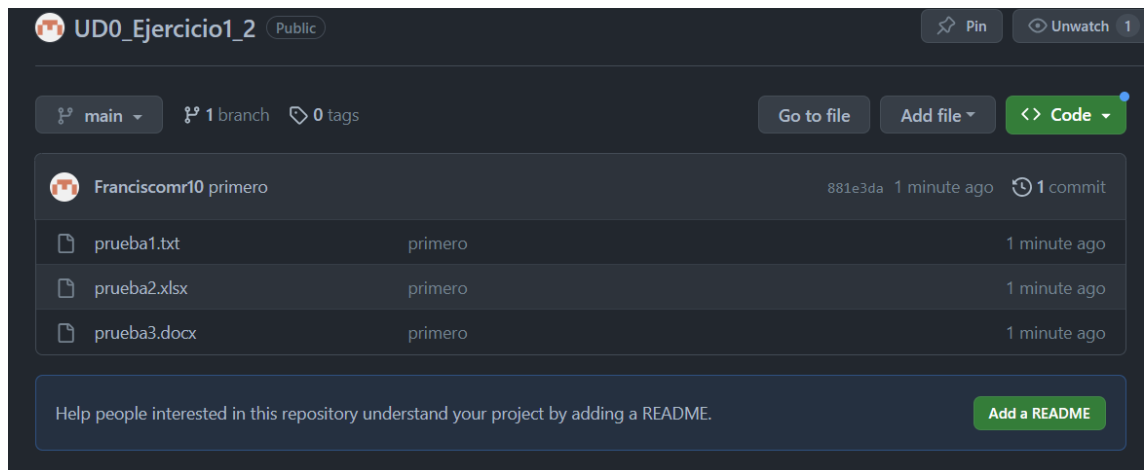 UD0_Ejercicio1_2 Public Pin Unwatch 1
main 1 branch 0 tags Go to file Add file Code
Franciscomr10 primero 881e3da 1 minute ago 1 commit
prueba1.txt primero 1 minute ago
prueba2.xlsx primero 1 minute ago
prueba3.docx primero 1 minute ago
Help people interested in this repository understand your project by adding a README. Add a README